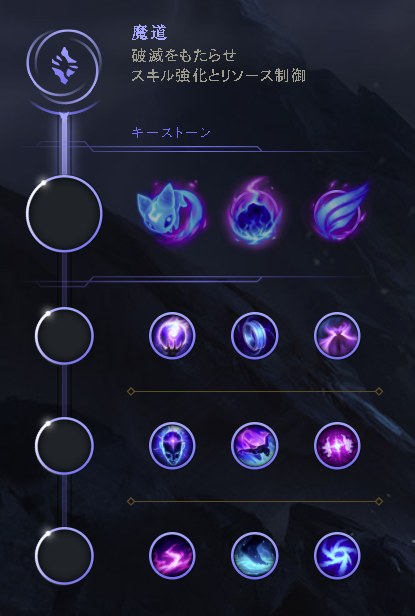 魔道
破滅をもたらせ
スキル強化とリソース制御
キーストーン